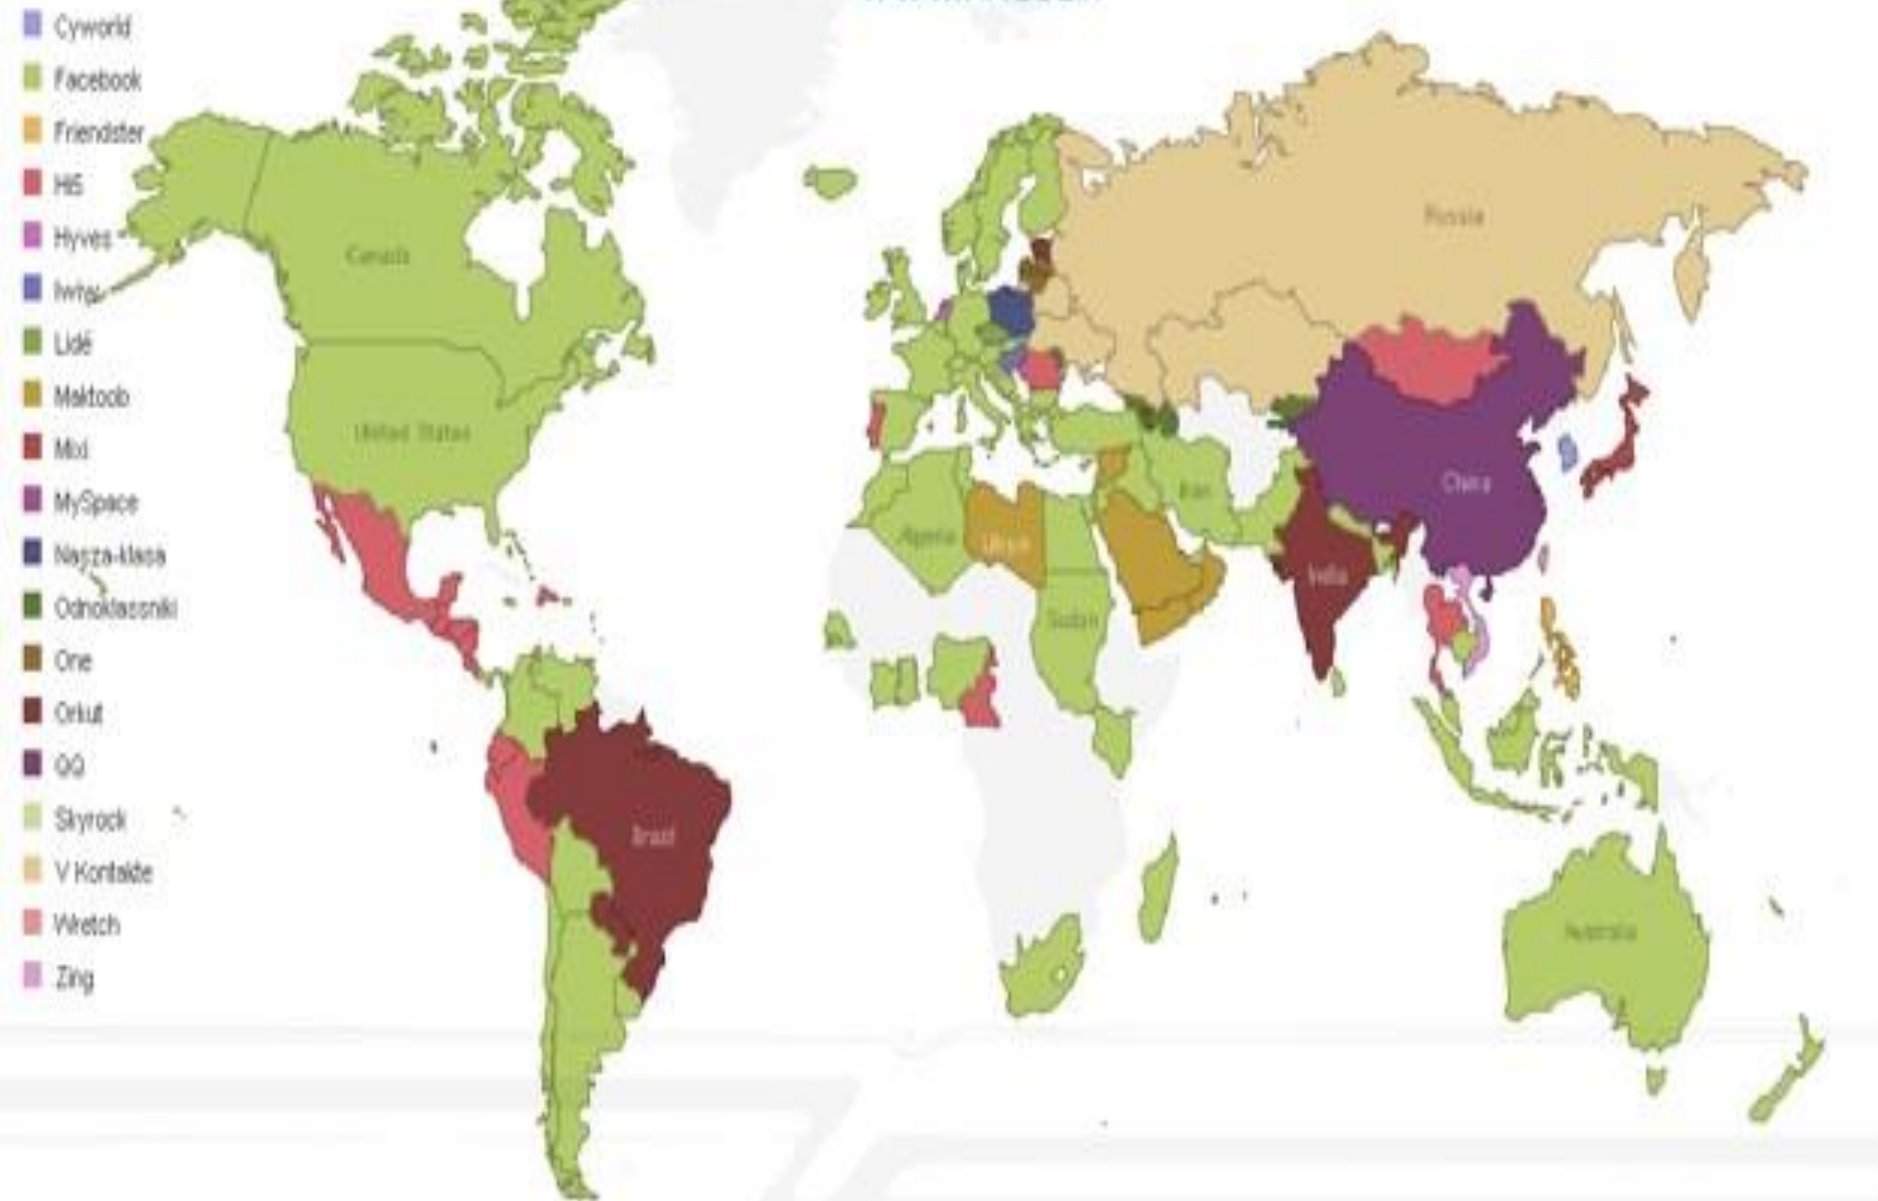 Cyworld
Facebook
Friendster
Hi5
Hyves
Iwiw
Lidé
Maktoob
Mixi
MySpace
Nasza-klasa
Odnoklassniki
One
Orkut
QQ
Skyrock
V Kontakte
Wretch
Zing
Canada
United States
Brazil
Algeria
Libya
Sudan
Iran
Russia
China
India
Australia